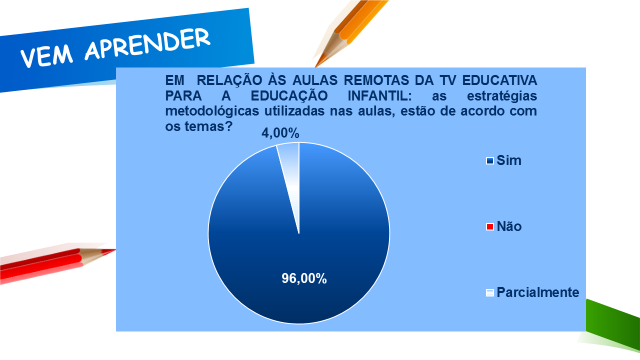 VEM APRENDER
EM RELAÇÃO ÀS AULAS REMOTAS DA TV EDUCATIVA
PARA A EDUCAÇÃO INFANTIL: as estratégias
metodológicas utilizadas nas aulas, estão de acordo com
os temas?
4,00%
96,00%
Sim
Não
Parcialmente